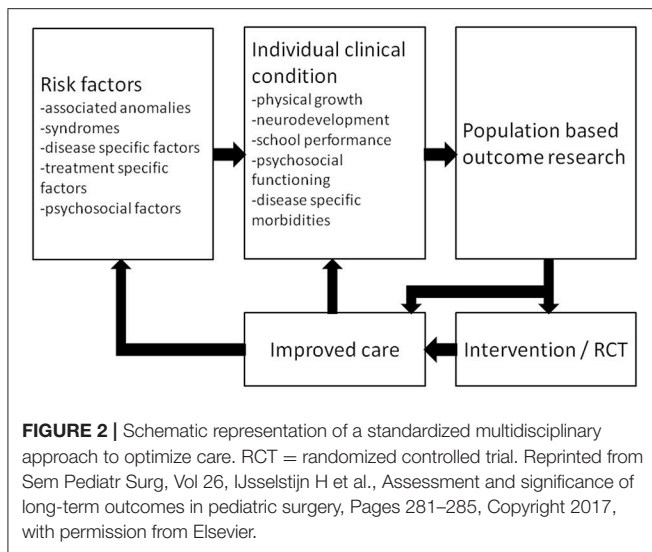 Risk factors
-associated anomalies
-syndromes
-disease specific factors
-treatment specific
factors
-psychosocial factors
Individual clinical
condition
-physical growth
-neurodevelopment
-school performance
-psychosocial
functioning
-disease specific
morbidities
Population based
outcome research
Improved care
Intervention / RCT
FIGURE 2 | Schematic representation of a standardized multidisciplinary
approach to optimize care. RCT = randomized controlled trial. Reprinted from
Sem Pediatr Surg, Vol 26, IJsselstijn H et al., Assessment and significance of
long-term outcomes in pediatric surgery, Pages 281–285, Copyright 2017,
with permission from Elsevier.